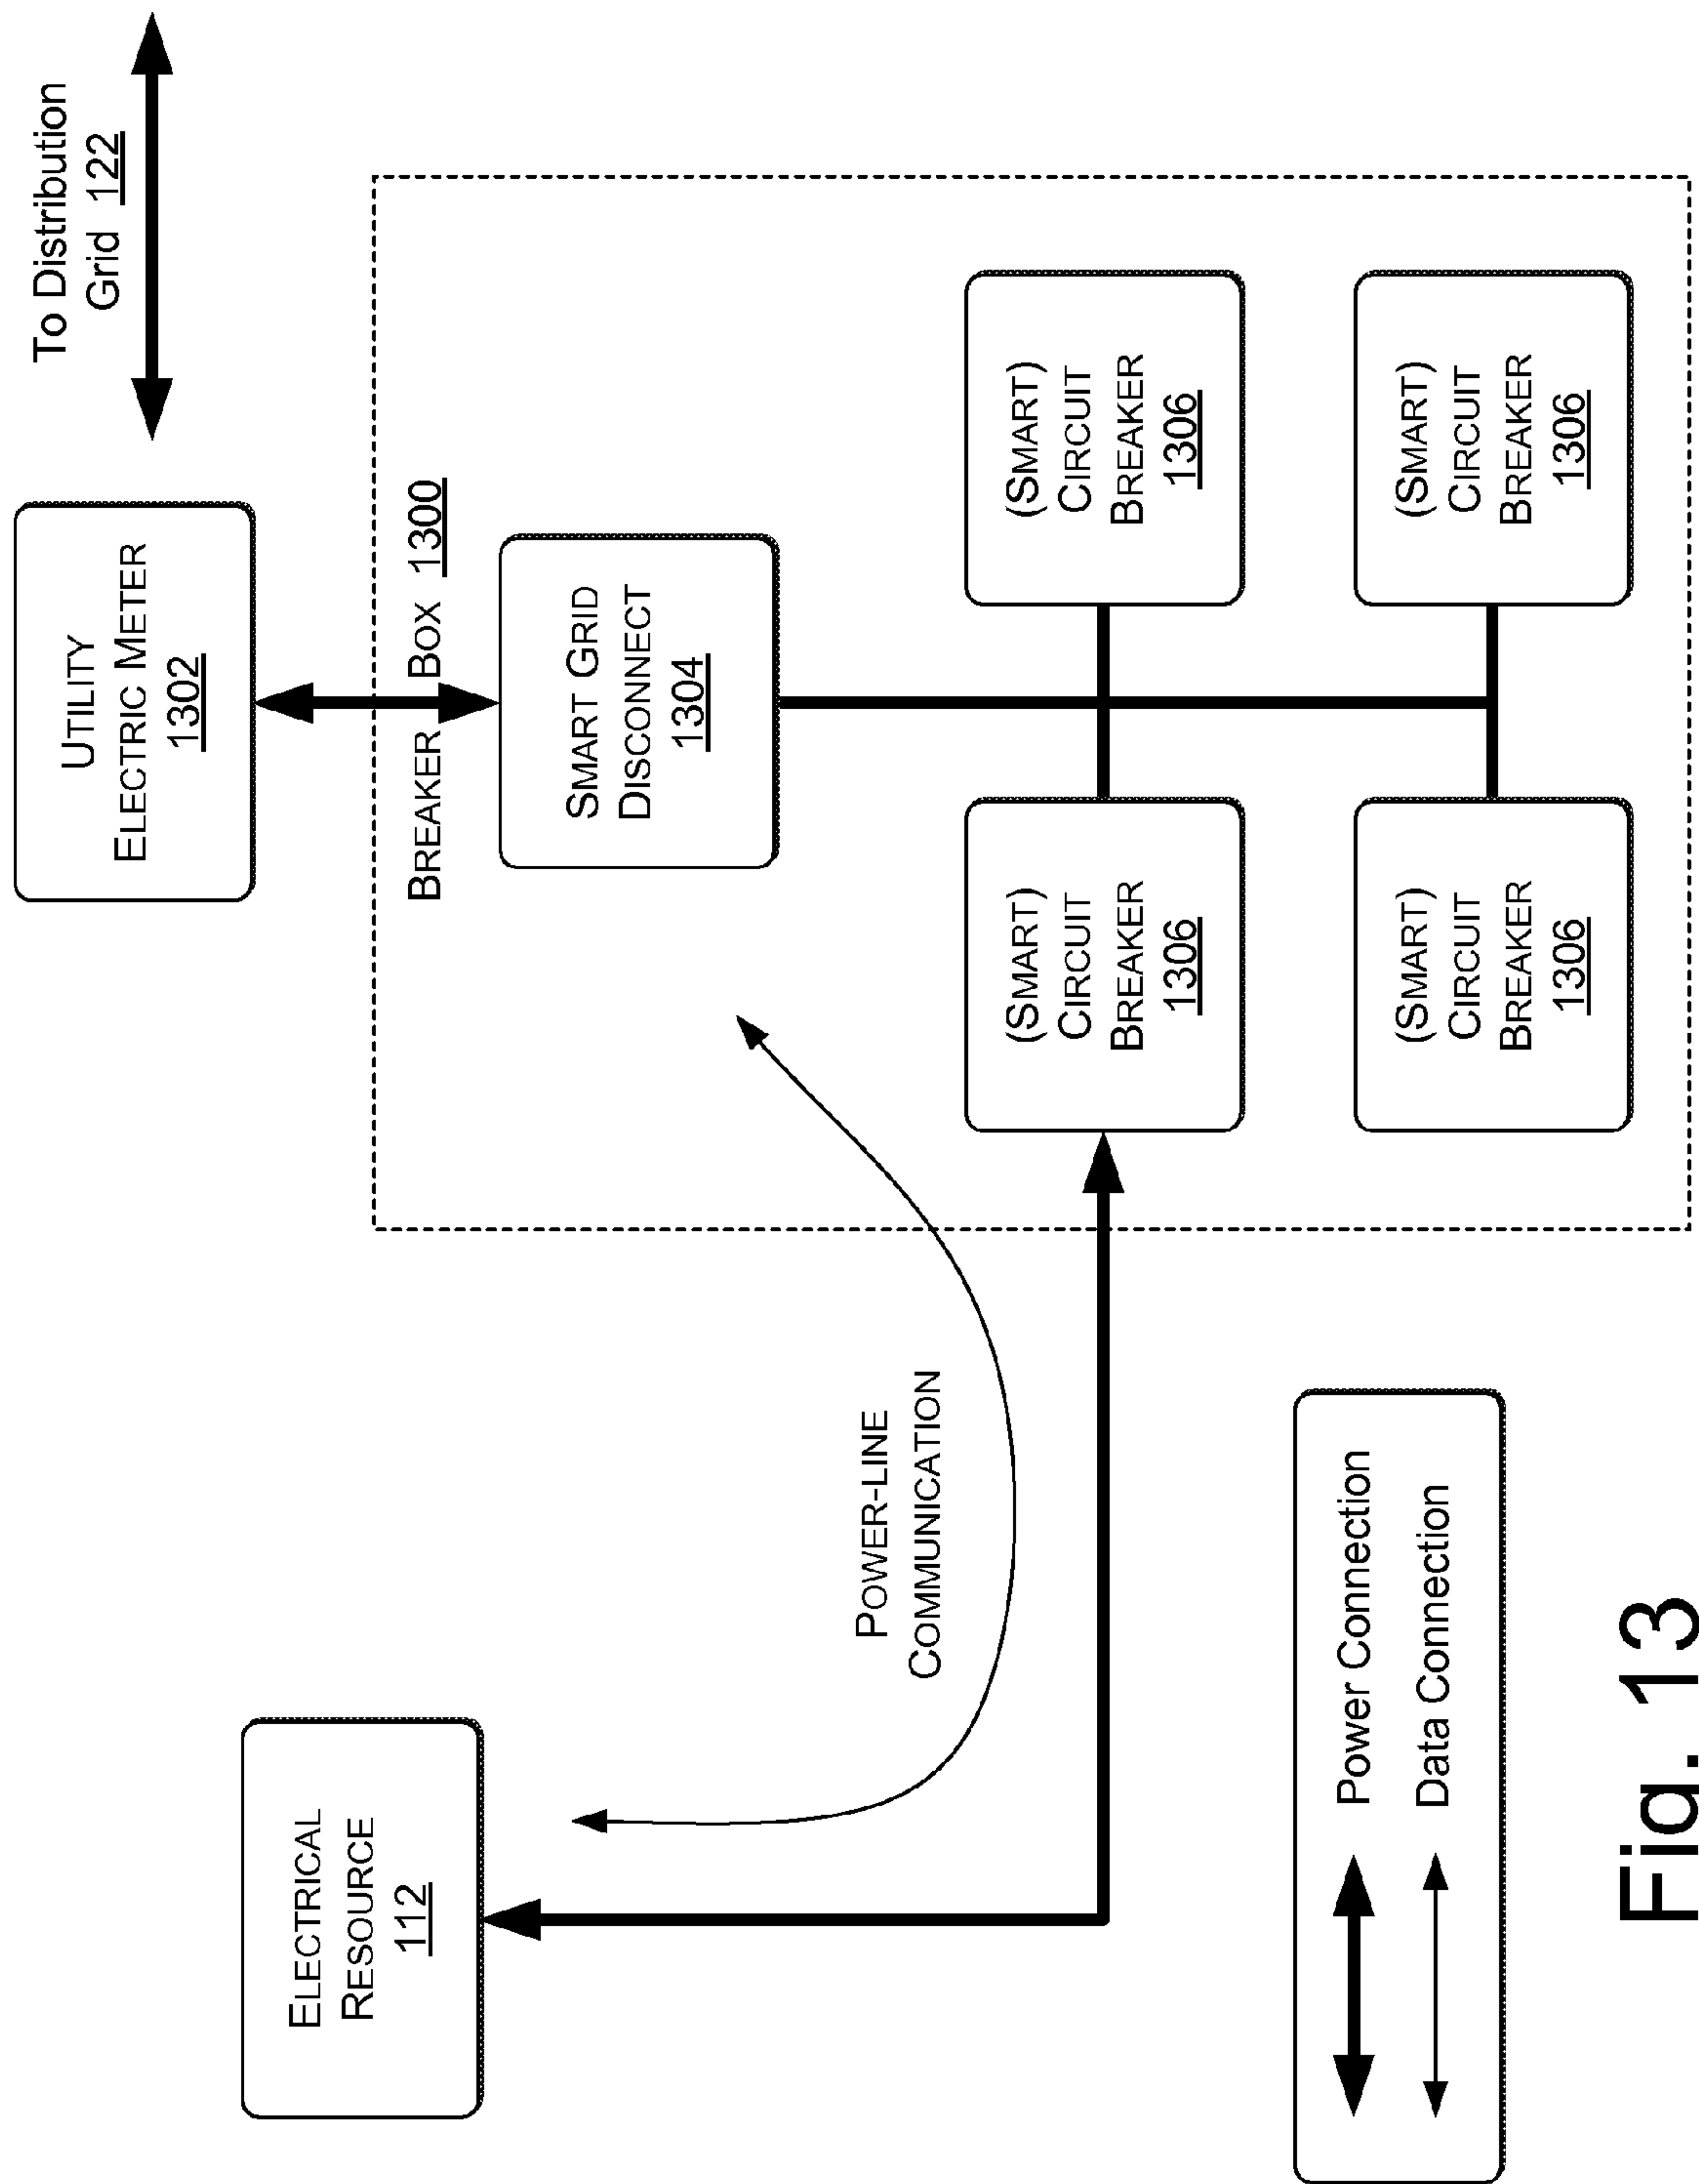 To Distribution
Grid 122
UTILITY
ELECTRIC METER
1302
BREAKER BOX 1300
SMART GRID
DISCONNECT
1304
ELECTRICAL
RESOURCE
112
POWER-LINE
COMMUNICATION
(SMART)
CIRCUIT
BREAKER
1306
(SMART)
CIRCUIT
BREAKER
1306
(SMART)
CIRCUIT
BREAKER
1306
(SMART)
CIRCUIT
BREAKER
1306
Power Connection
Data Connection
Fig. 13